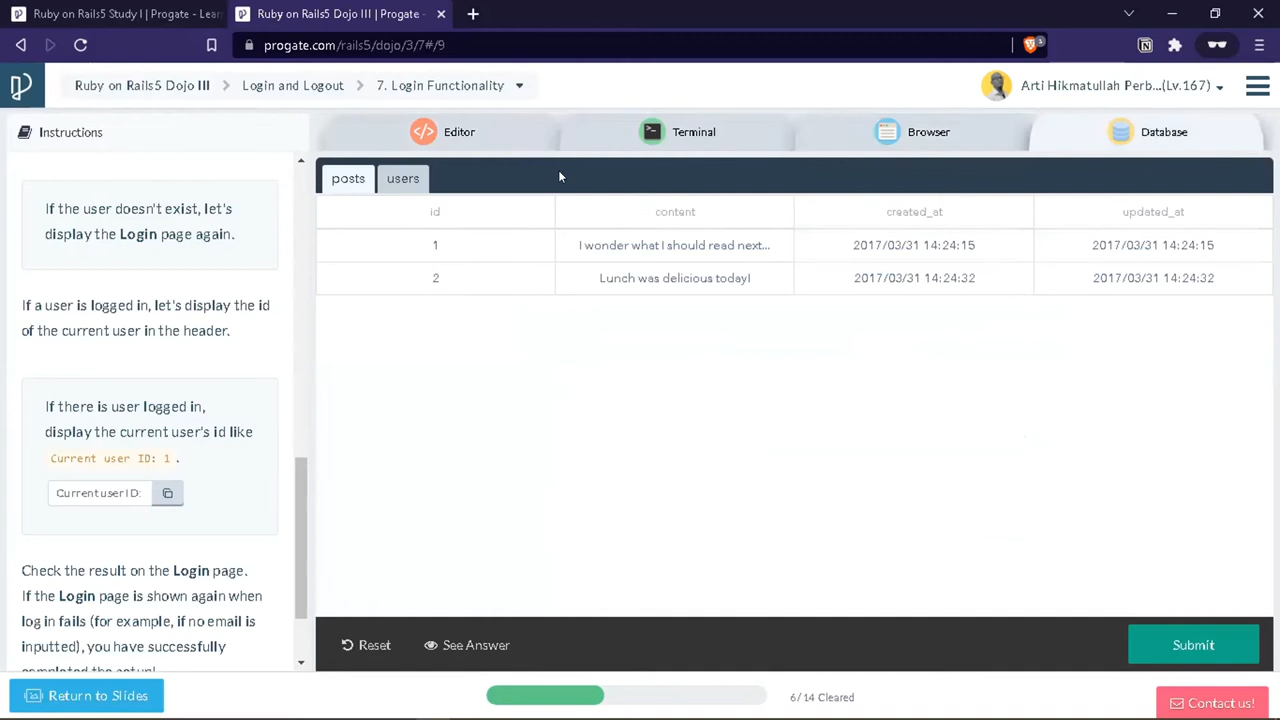 Ruby on Rails5 Study I | Progate - Lear
Ruby on Rails5 Dojo III | Progate -
progate.com/rails5/dojo/3/7#/9
Ruby on Rails5 Dojo III
Login and Logout
7. Login Functionality
Arti Hikmatullah Perb...(Lv.167)
Instructions
Editor
Terminal
Browser
Database
If the user doesn't exist, let's
display the Login page again.
If a user is logged in, let's display the id
of the current user in the header.
If there is user logged in,
display the current user's id like
Current user ID: 1 .
Current user ID:
Check the result on the Login page.
If the Login page is shown again when
log in fails (for example, if no email is
inputted), you have successfully
completed the setup!
posts
users
id content created_at updated_at
1 I wonder what I should read next... 2017/03/31 14:24:15 2017/03/31 14:24:15
2 Lunch was delicious today! 2017/03/31 14:24:32 2017/03/31 14:24:32
Reset
See Answer
Submit
Return to Slides
6/14 Cleared
Contact us!